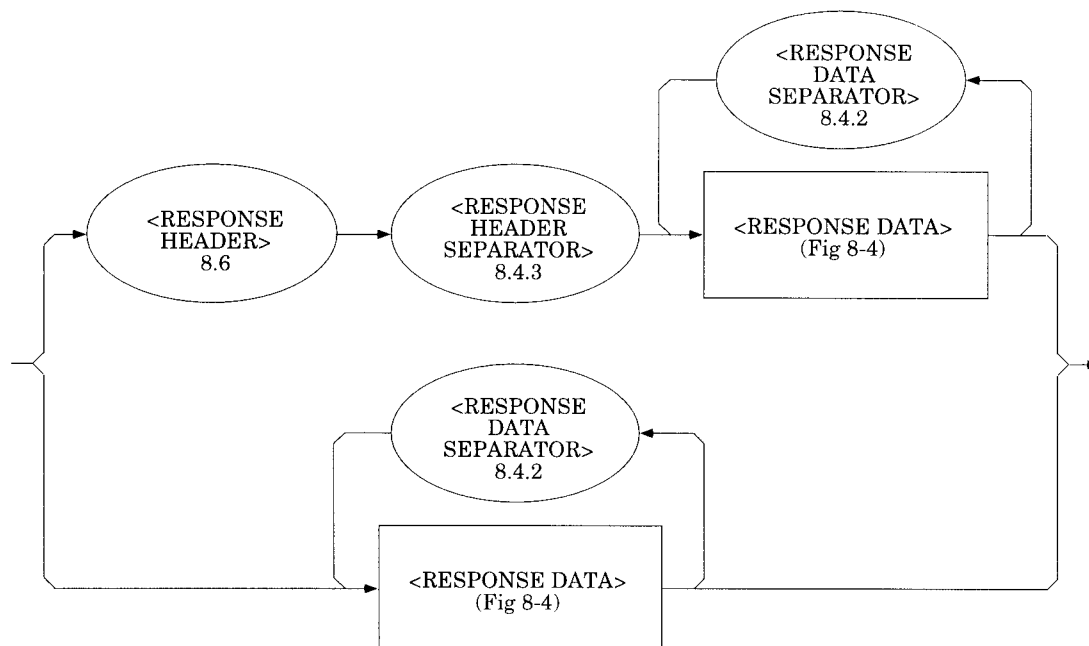 <RESPONSE
DATA
SEPARATOR>
8.4.2
<RESPONSE
HEADER>
8.6
<RESPONSE
HEADER
SEPARATOR>
8.4.3
<RESPONSE DATA>
(Fig 8-4)
<RESPONSE
DATA
SEPARATOR>
8.4.2
<RESPONSE DATA>
(Fig 8-4)